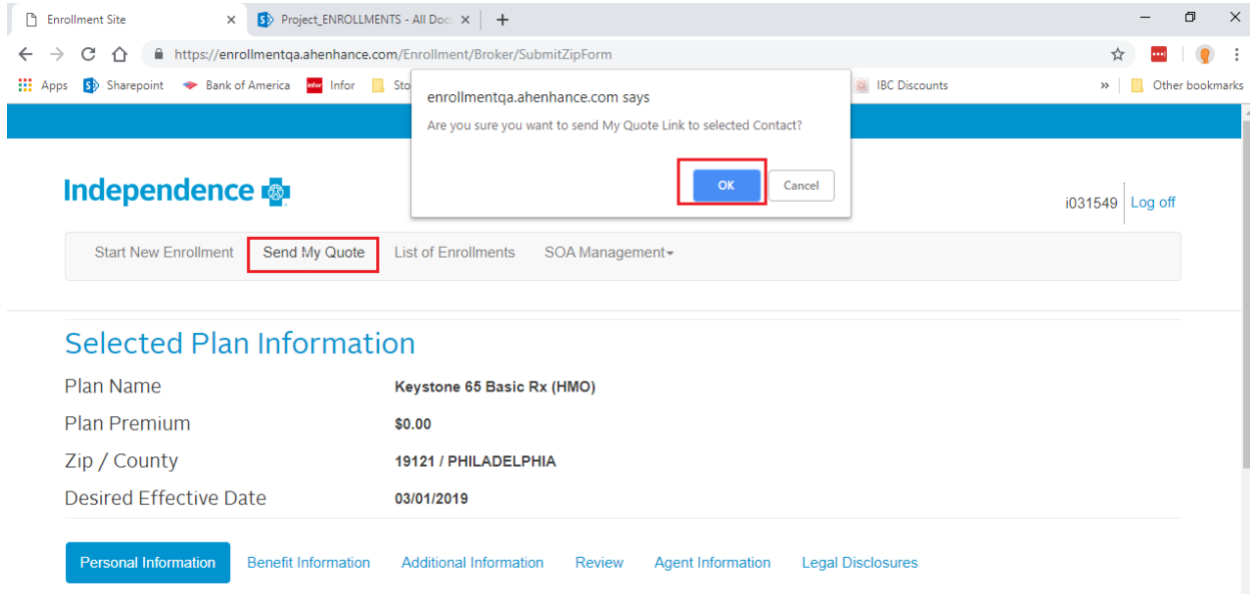 Enrollment Site
Project_ENROLLMENTS - All Doc
https://enrollmentqa.ahenhance.com/Enrollment/Broker/SubmitZipForm
Apps Sharepoint Bank of America infor Infor Sto IBC Discounts » Other bookmarks
enrollmentqa.ahenhance.com says
Are you sure you want to send My Quote Link to selected Contact?
OK Cancel
Independence
i031549 Log off
Start New Enrollment Send My Quote List of Enrollments SOA Management
Selected Plan Information
Plan Name Keystone 65 Basic Rx (HMO)
Plan Premium $0.00
Zip / County 19121 / PHILADELPHIA
Desired Effective Date 03/01/2019
Personal Information Benefit Information Additional Information Review Agent Information Legal Disclosures